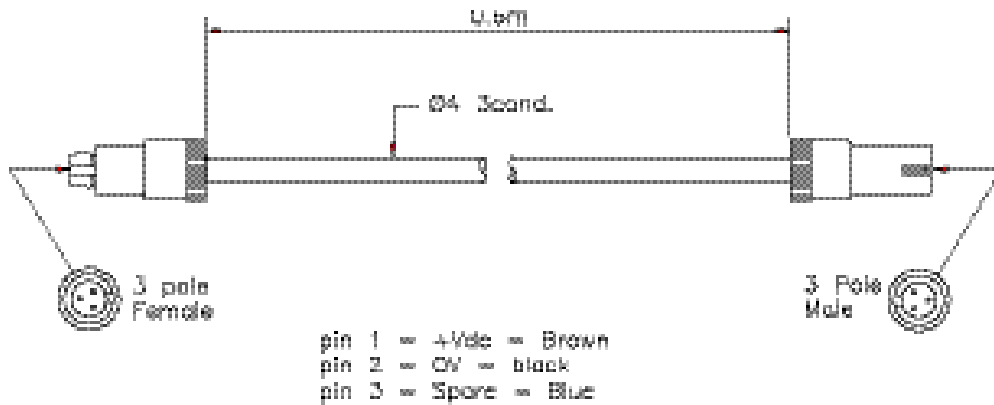 Ø4 3cond.
3 pole
Female
3 Pole
Male
pin 1 = +Vdc = Brown
pin 2 = 0V = black
pin 3 = Spare = Blue